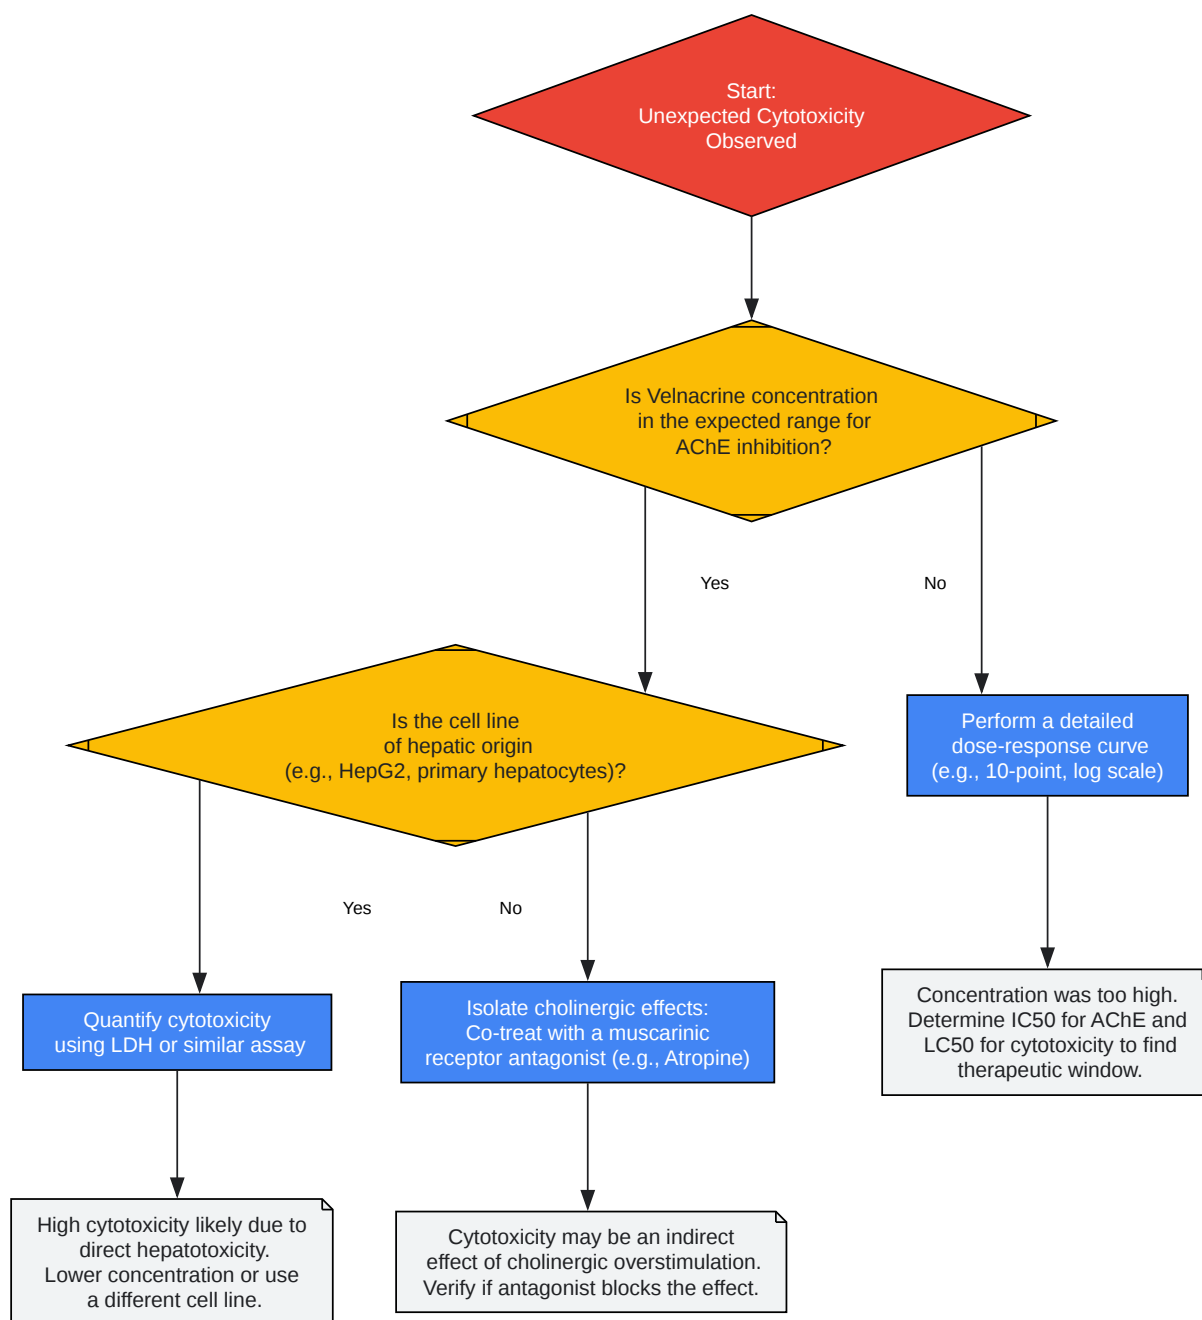 Start:
Unexpected Cytotoxicity
Observed
Is Velnacrine concentration
in the expected range for
AChE inhibition?
Yes
No
Is the cell line
of hepatic origin
(e.g., HepG2, primary hepatocytes)?
Perform a detailed
dose-response curve
(e.g., 10-point, log scale)
Yes
No
Quantify cytotoxicity
using LDH or similar assay
Isolate cholinergic effects:
Co-treat with a muscarinic
receptor antagonist (e.g., Atropine)
Concentration was too high.
Determine IC50 for AChE and
LC50 for cytotoxicity to find
therapeutic window.
High cytotoxicity likely due to
direct hepatotoxicity.
Lower concentration or use
a different cell line.
Cytotoxicity may be an indirect
effect of cholinergic overstimulation.
Verify if antagonist blocks the effect.